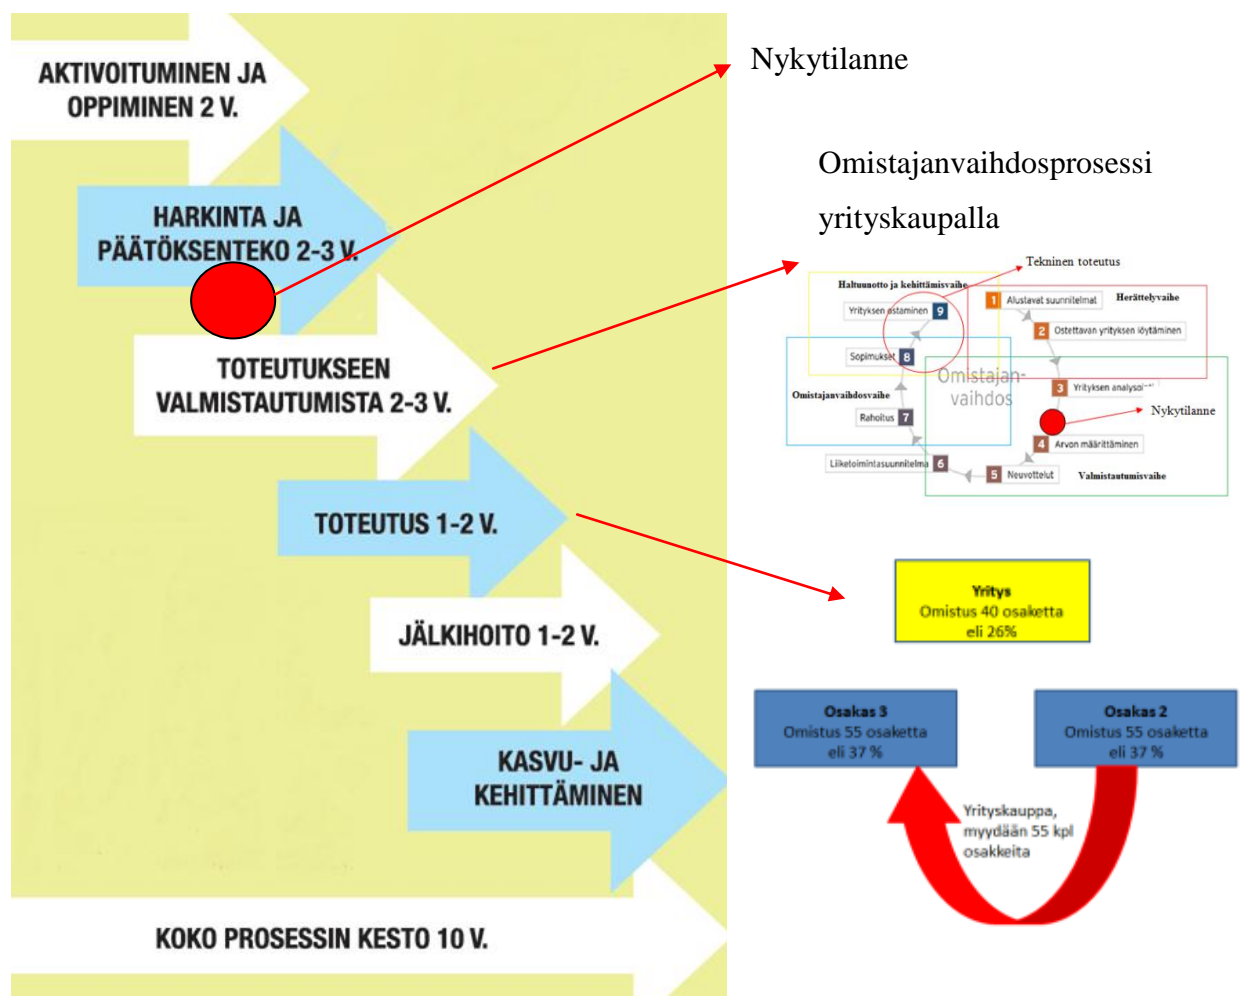 AKTIVOITUMINEN JA
OPPIMINEN 2 V.
HARKINTA JA
PÄÄTÖKSENTEKO 2-3 V.
TOTEUTUKSEEN
VALMISTAUTUMISTA 2-3 V.
TOTEUTUS 1-2 V.
JÄLKIHOITO 1-2 V.
KASVU- JA
KEHITTÄMINEN
KOKO PROSESSIN KESTO 10 V.
Nykytilanne
Omistajanvaihdosprosessi
yrityskaupalla
Tekninen toteutus
Haltuunotto ja kehittämisvaihe
Herättelyvaihe
1 Alustavat suunnitelmat
2 Ostettavan yrityksen löytäminen
3 Yrityksen
Nykytilanne
4 Arvon määrittäminen
5 Neuvottelut
Valmistautumisvaihe
Liiketoimintasuunnitelma 6
Rahoitus 7
Omistajanvaihdosvaihe
Sopimukset 8
Yrityksen ostaminen 9
Omistajan-
vaihdos
Yritys
Omistus 40 osaketta
eli 26%
Osakas 3
Omistus 55 osaketta
eli 37 %
Osakas 2
Omistus 55 osaketta
eli 37 %
Yrityskauppa,
myydään 55 kpl
osakkeita